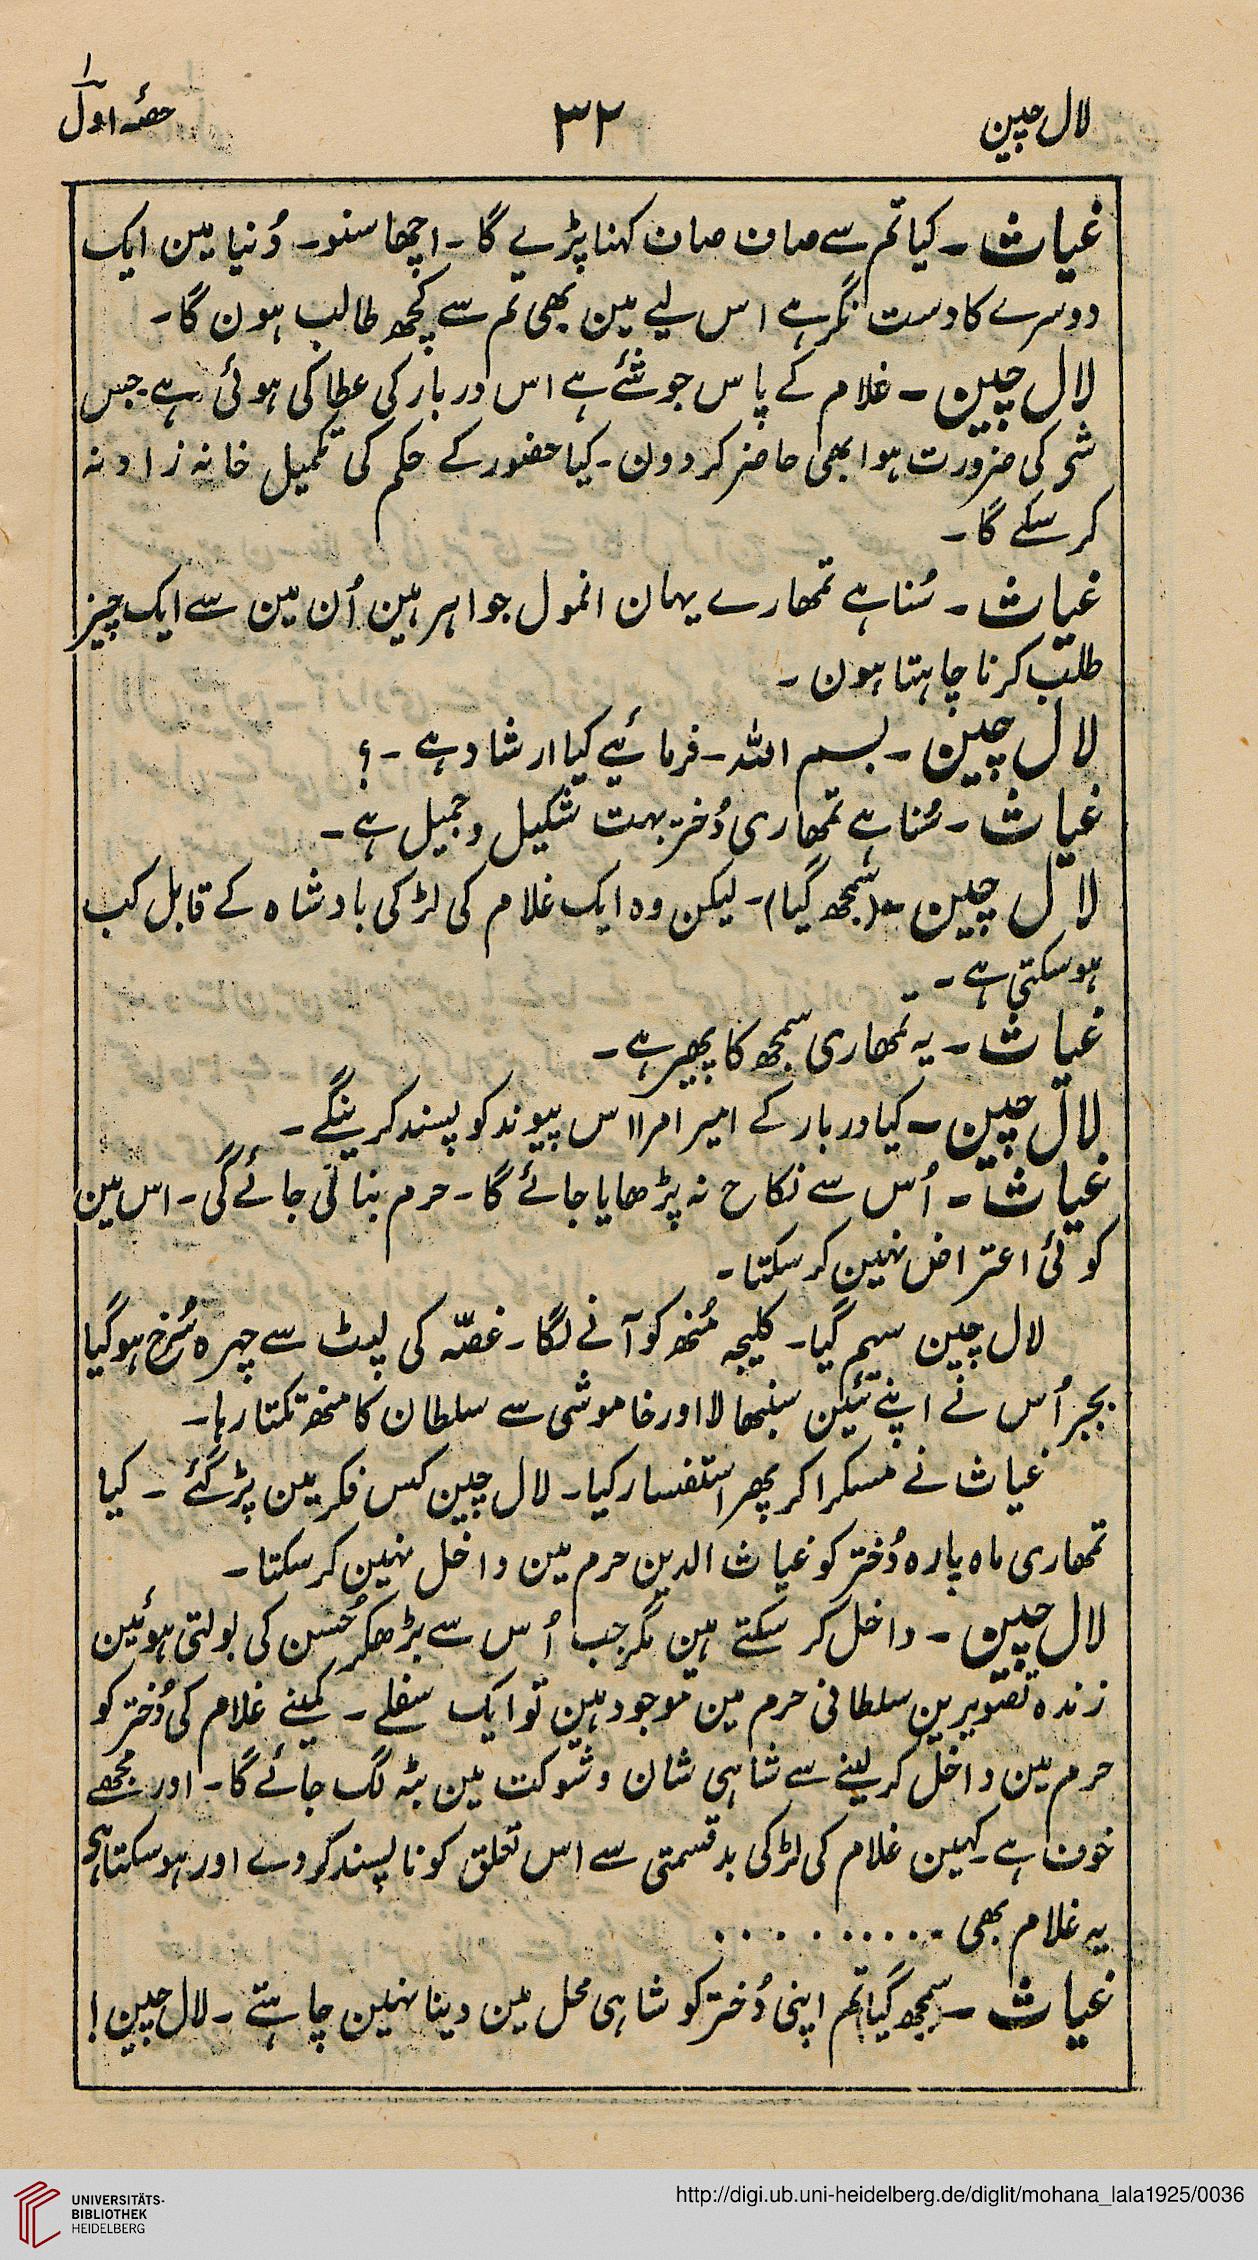 لال چین
۳۲
حصّہ اول
۱
غیاث ۔ کیا تم سے صاف صاف کہنا پڑے گا ۔ اچھا سنو ۔ دُنیا مین ایک
دوسرے کا دست نگر ہے اس لیے مین بھی تم سے کچھ طالب ہون گا ۔
لال چین ۔ غلام کے پاس جو شئے ہے اس دربار کی عطا کی ہوئی ہے ۔ جس
شی کی ضرورت ہو ابھی حاضر کر دون ۔ کیا حضور کے حکم کی تکمیل خانہ زاد نہ
کر سکے گا ۔
غیاث ۔ سُنا ہے تمھارے یہان انمول جواہر ہین اُن مین سے ایک چیز
طلب کرنا چاہتا ہون ۔
لال چین ۔ بسم اللہ ۔ فرمائیے کیا ارشاد ہے ۔ ؟
غیاث ۔ سُنا ہے تمھاری دُختر بہت شکیل و جمیل ہے ۔
لال چین ۔ (سمجھ گیا) ۔ لیکن وہ ایک غلام کی لڑکی بادشاہ کے قابل کب
ہو سکتی ہے ۔
غیاث ۔ یہ تمھاری سمجھ کا پھیر ہے ۔
لال چین ۔ کیا دربار کے امیر امرا اس پیوند کو پسند کرینگے ۔
غیاث ۔ اُس سے نکاح نہ پڑھایا جائے گا ۔ حرم بنائی جائے گی ۔ اس مین
کوئی اعتراض نہین کر سکتا ۔
لال چین سہم گیا ۔ کلیجہ مُنھ کو آنے لگا ۔ غصّہ کی لپٹ سے چہرہ سُرخ ہو گیا
بجبر اُس نے اپنے تئین سنبھالا اور خاموشی سے سلطان کا منھ تکتا رہا ۔
غیاث نے مسکرا کر پھر استفسار کیا ۔ لال چین کس فکر مین پڑ گئے ۔ کیا
تمھاری ماہ پارہ دُختر کو غیاث الدین حرم مین داخل نہین کر سکتا ۔
لال چین ۔ داخل کر سکتے ہین مگر جب اُس سے بڑھکر حُسن کی بولتی ہوئین
زندہ تصویرین سلطانی حرم مین موجود ہین تو ایک سفلے ۔ کمینے غلام کی دُختر کو
حرم مین داخل کر لینے سے شاہی شان و شوکت مین بٹہ لگ جائے گا ۔ اور مجھے
خوف ہے ۔ کہین غلام کی لڑکی بدقسمتی سے اس تعلق کو ناپسند کر دے اور ہو سکتا ہی
یہ غلام بھی ۔ . . . . . . . . .
غیاث ۔ (سمجھ گیا) تم اپنی دُختر کو شاہی محل مین دینا نہین چاہتے ۔ لال چین !
UNIVERSITÄTS-
BIBLIOTHEK
HEIDELBERG
http://digi.ub.uni-heidelberg.de/diglit/mohana_lala1925/0036